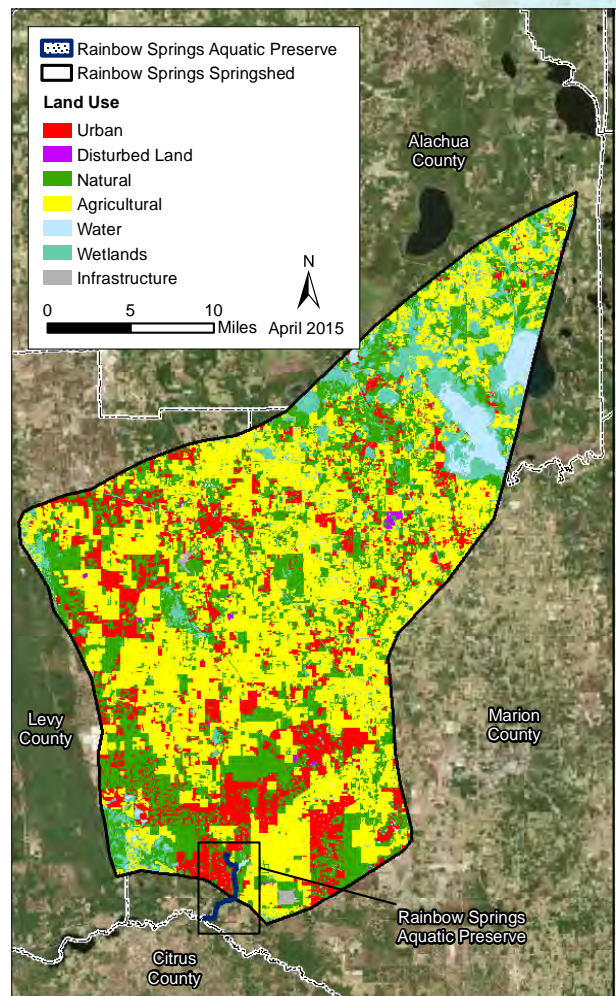 Rainbow Springs Aquatic Preserve
Rainbow Springs Springshed
Land Use
Urban
Disturbed Land
Natural
Agricultural
Water
Wetlands
Infrastructure
N
0 5 10
Miles April 2015
Alachua
County
Levy
County
Marion
County
Rainbow Springs
Aquatic Preserve
Citrus
County